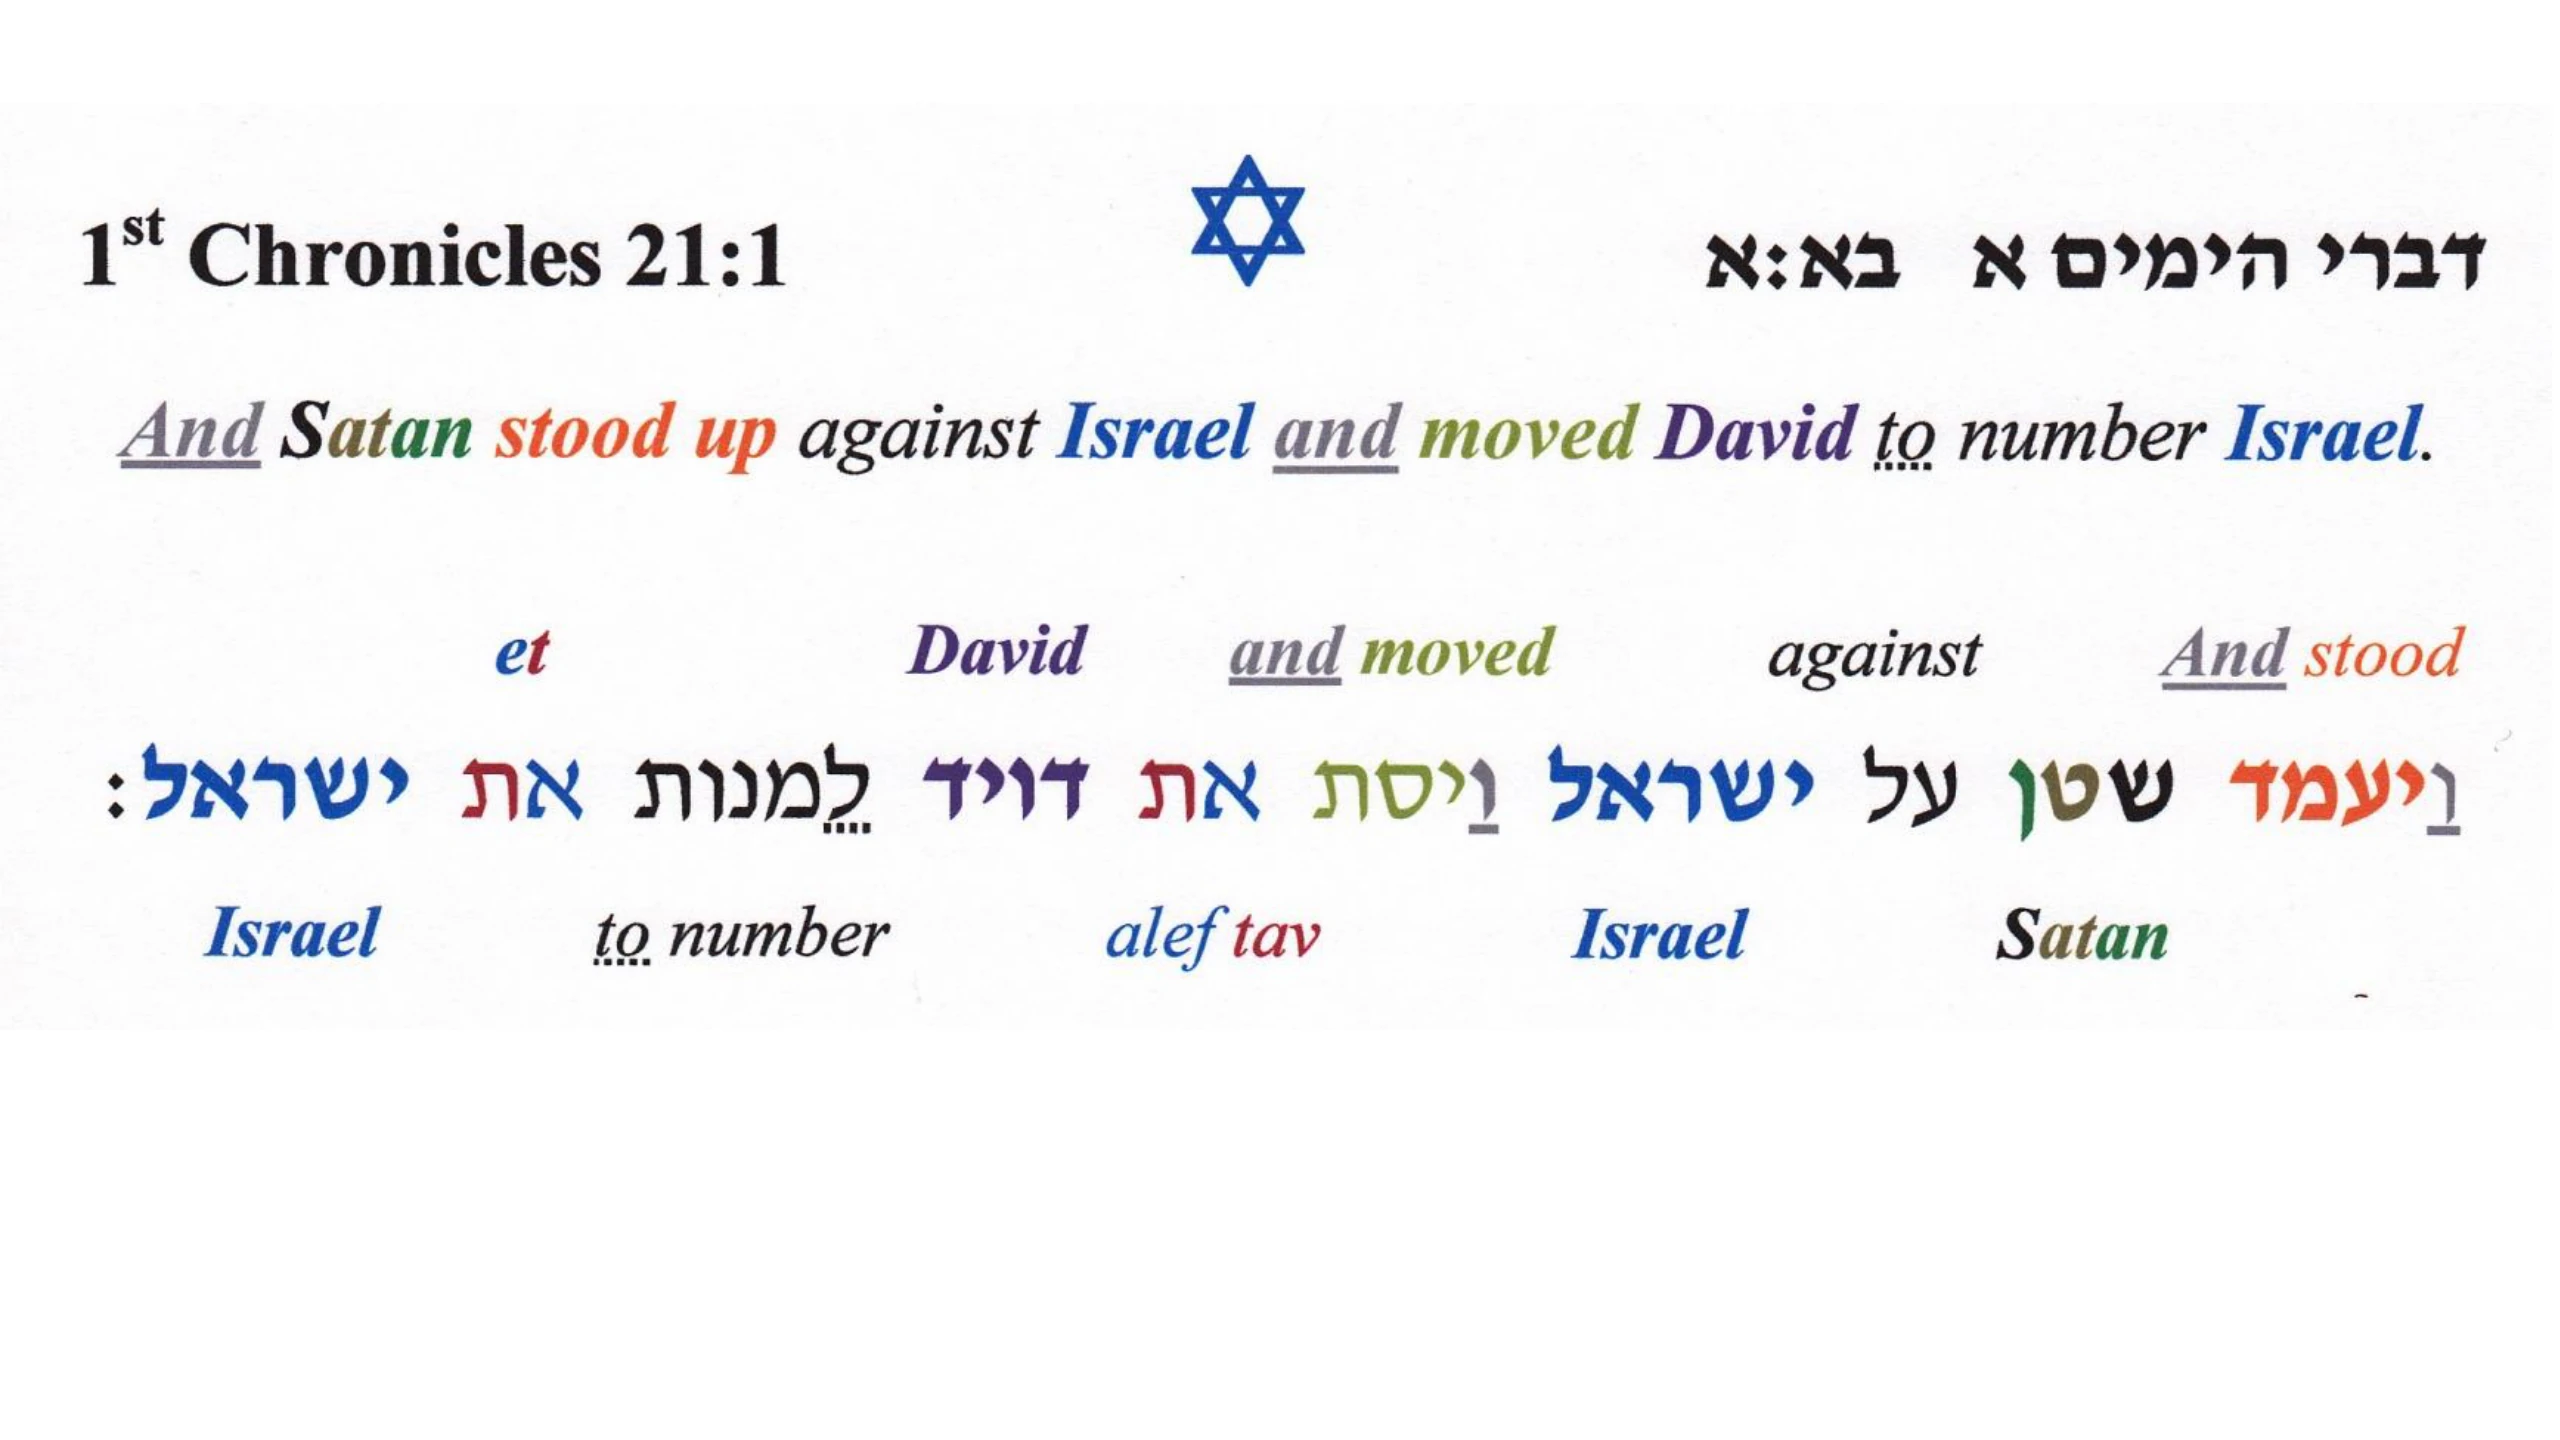 1st Chronicles 21:1 דברי הימים א בא:א
And Satan stood up against Israel and moved David to number Israel.
et David and moved against And stood
ויעמד שטן על ישראל ויסת את דויד למנות את ישראל:
Israel to number alef tav Israel Satan